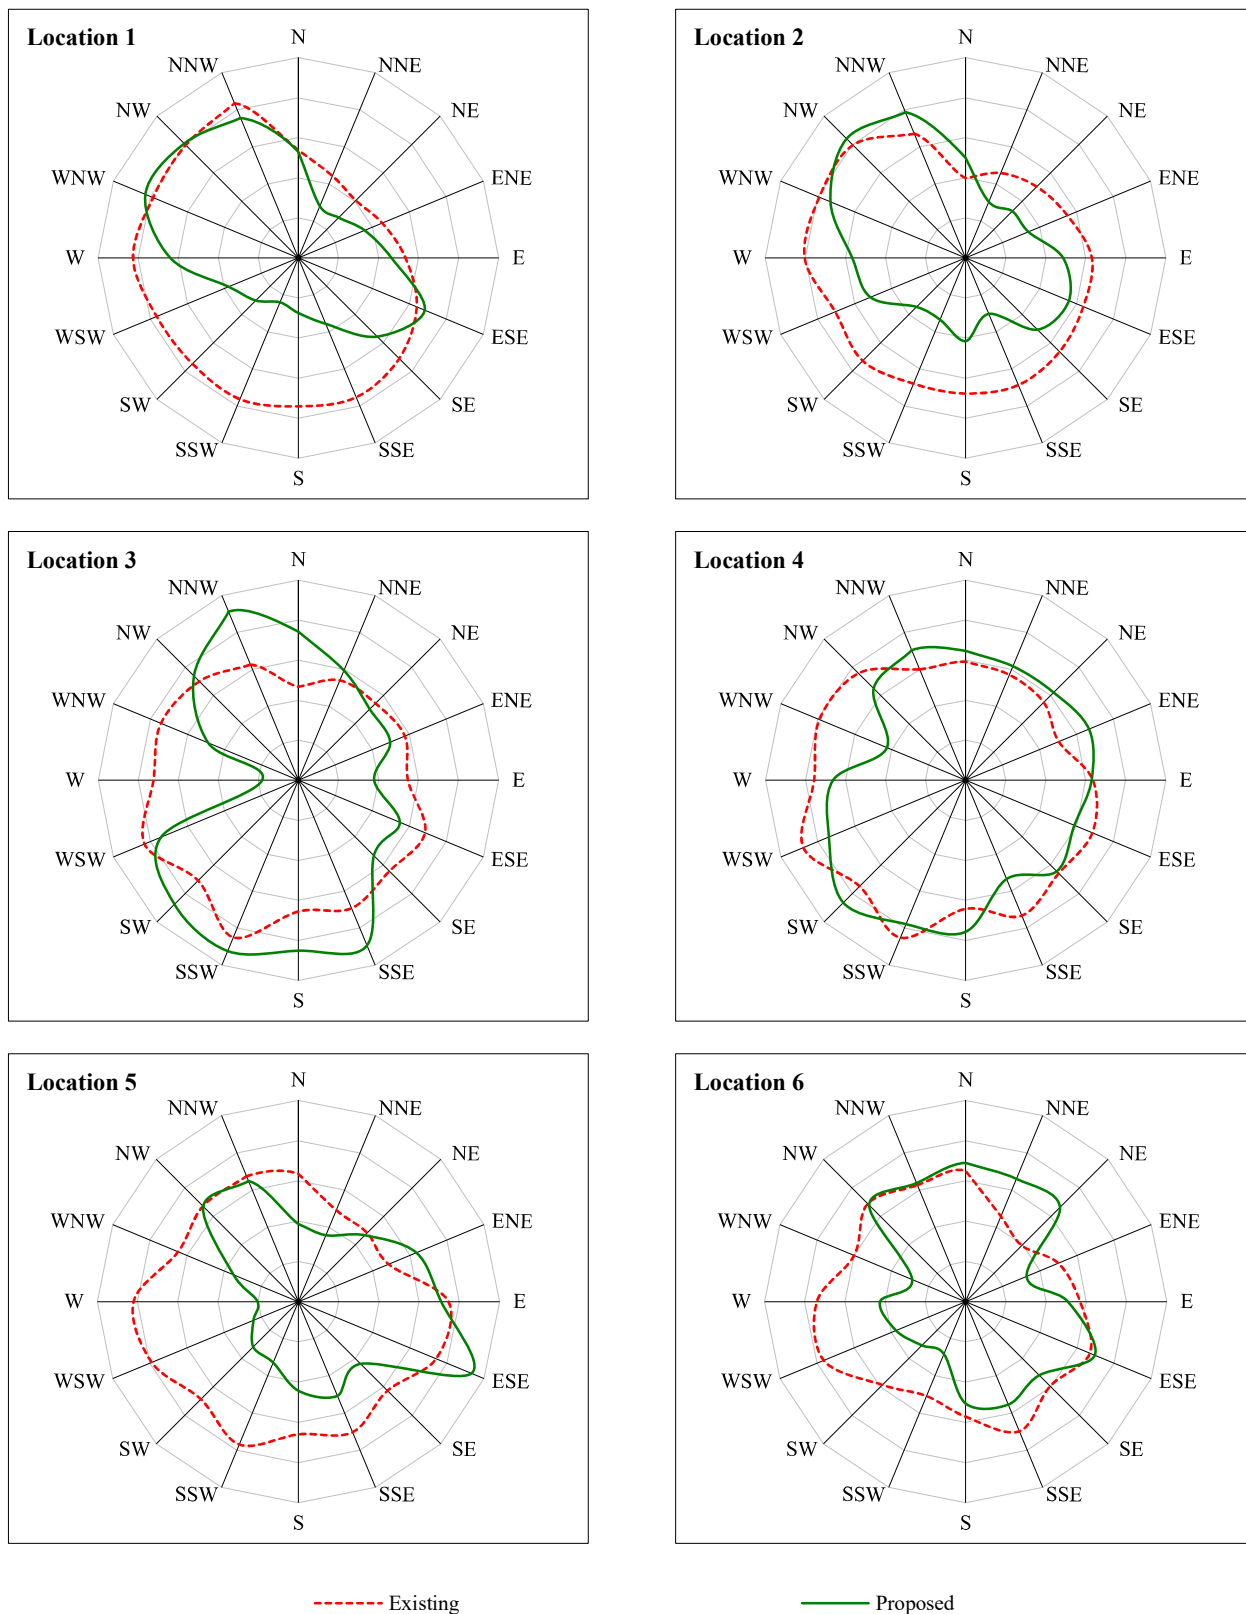 Location 1
N
NNW
NNE
NW
NE
WNW
ENE
W
E
WSW
ESE
SW
SE
SSW
SSE
S
Location 2
N
NNW
NNE
NW
NE
WNW
ENE
W
E
WSW
ESE
SW
SE
SSW
SSE
S
Location 3
N
NNW
NNE
NW
NE
WNW
ENE
W
E
WSW
ESE
SW
SE
SSW
SSE
S
Location 4
N
NNW
NNE
NW
NE
WNW
ENE
W
E
WSW
ESE
SW
SE
SSW
SSE
S
Location 5
N
NNW
NNE
NW
NE
WNW
ENE
W
E
WSW
ESE
SW
SE
SSW
SSE
S
Location 6
N
NNW
NNE
NW
NE
WNW
ENE
W
E
WSW
ESE
SW
SE
SSW
SSE
S
Existing
Proposed